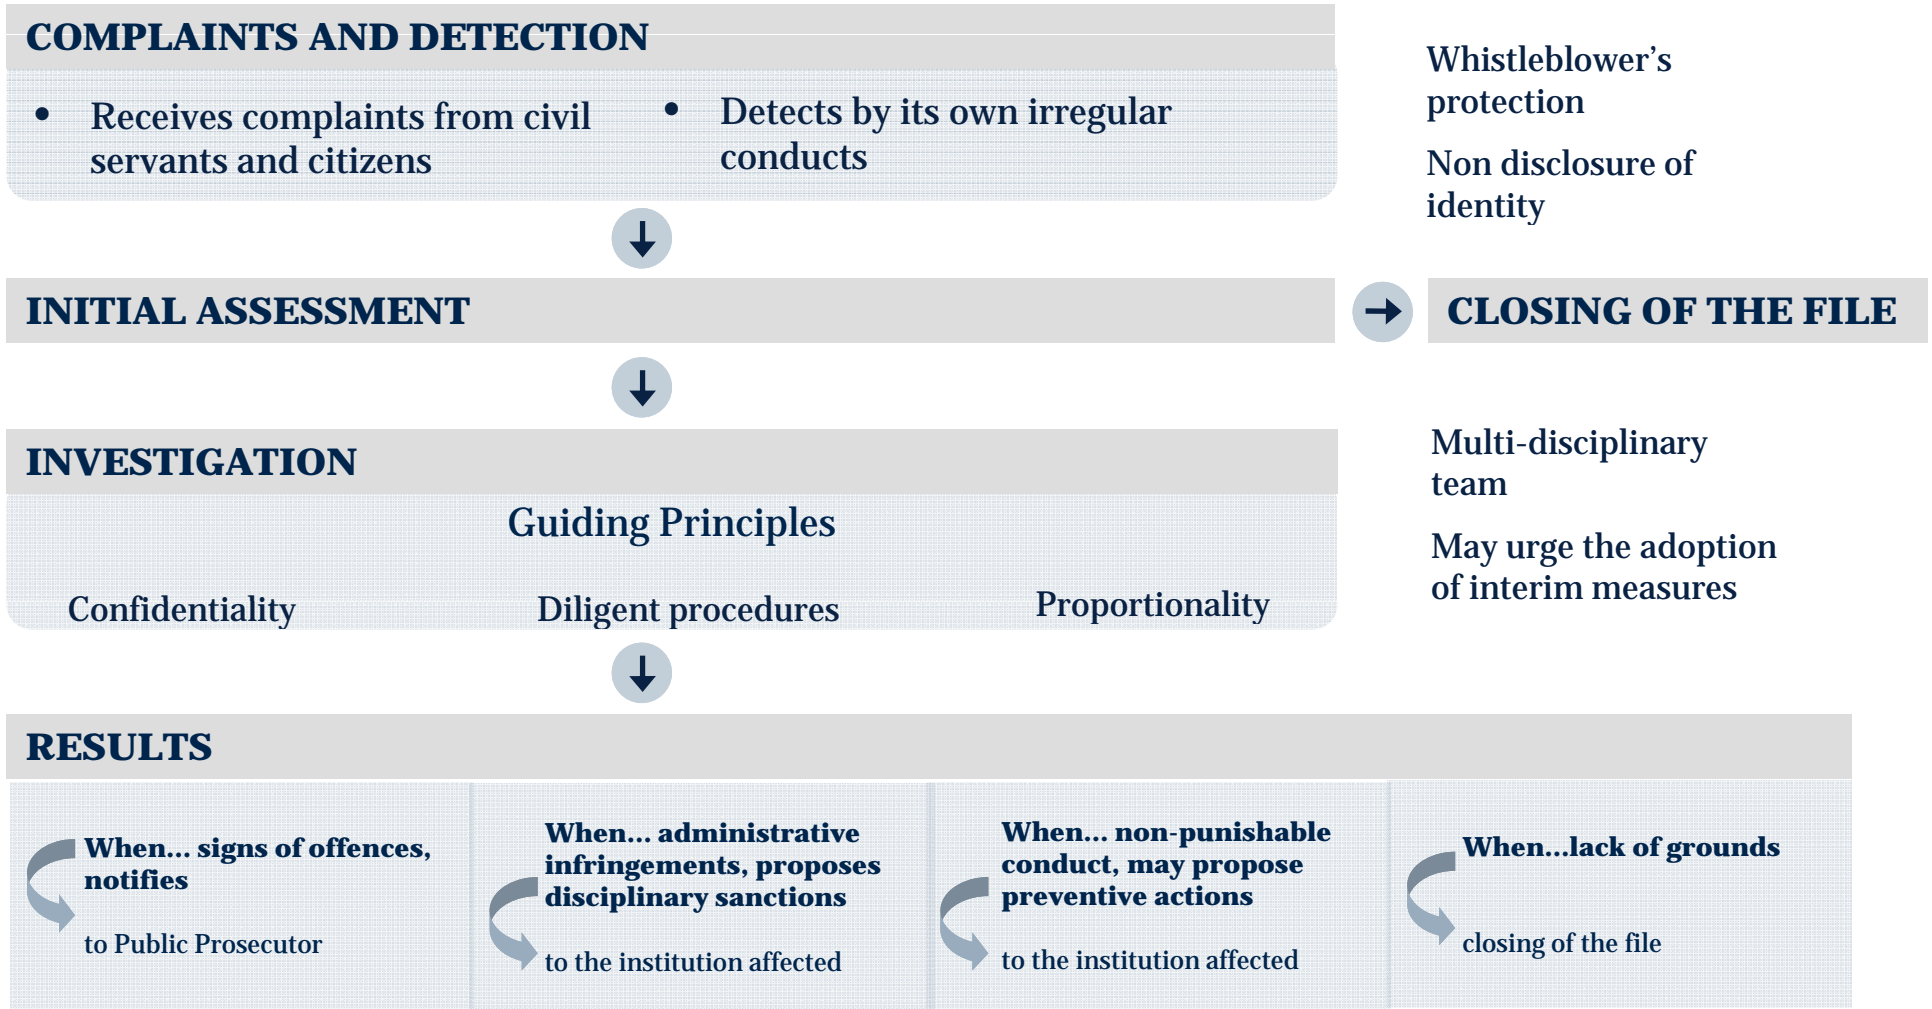 COMPLAINTS AND DETECTION
• Receives complaints from civil
servants and citizens
• Detects by its own irregular
conducts
Whistleblower’s
protection
Non disclosure of
identity
INITIAL ASSESSMENT
CLOSING OF THE FILE
INVESTIGATION
Guiding Principles
Confidentiality
Diligent procedures
Proportionality
Multi-disciplinary
team
May urge the adoption
of interim measures
RESULTS
When... signs of offences,
notifies
to Public Prosecutor
When... administrative
infringements, proposes
disciplinary sanctions
to the institution affected
When... non-punishable
conduct, may propose
preventive actions
to the institution affected
When...lack of grounds
closing of the file